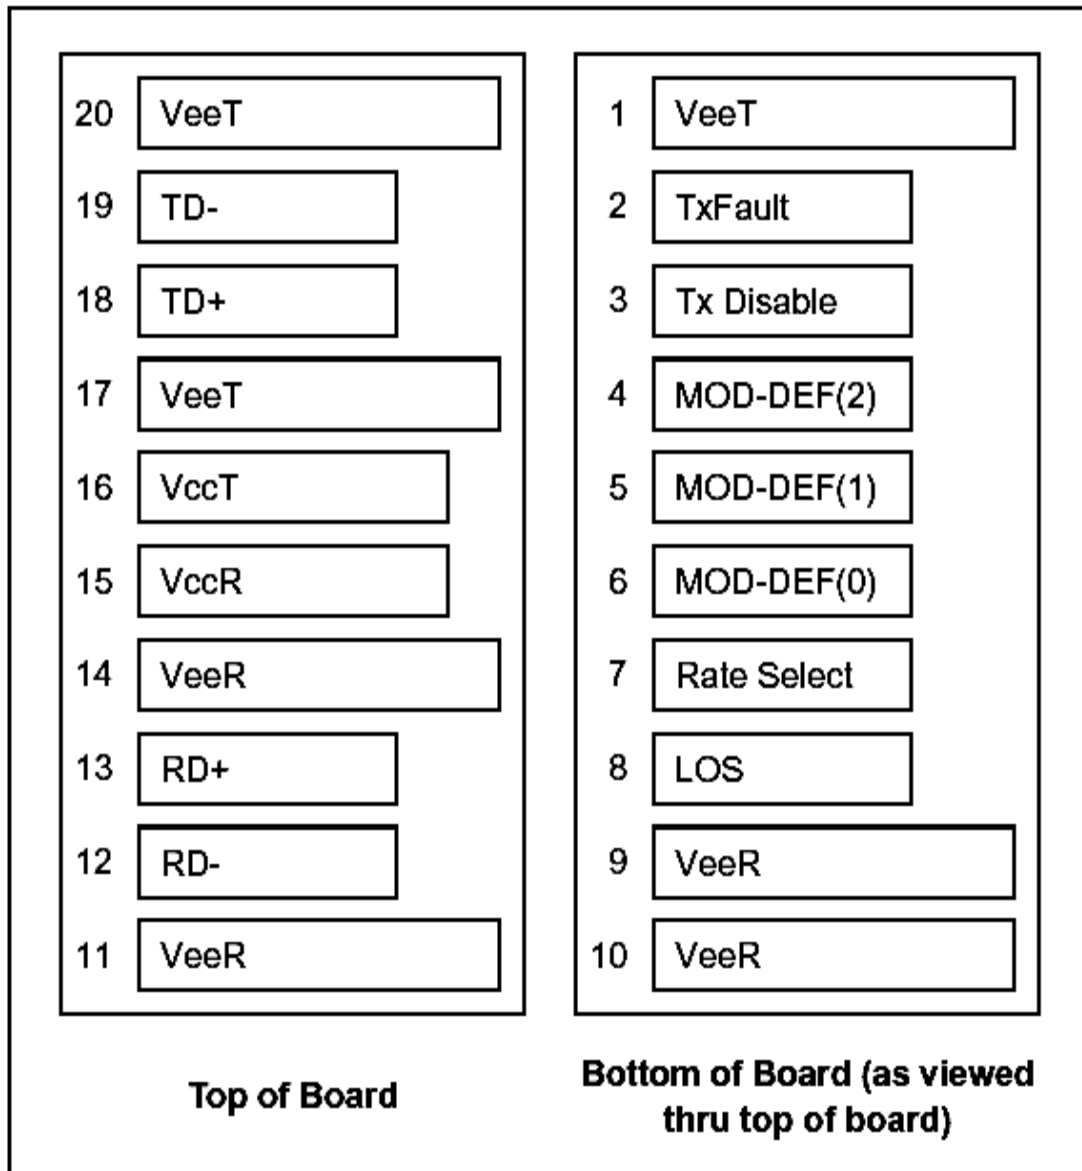 20 VeeT
19 TD-
18 TD+
17 VeeT
16 VccT
15 VccR
14 VeeR
13 RD+
12 RD-
11 VeeR
Top of Board
1 VeeT
2 TxFault
3 Tx Disable
4 MOD-DEF(2)
5 MOD-DEF(1)
6 MOD-DEF(0)
7 Rate Select
8 LOS
9 VeeR
10 VeeR
Bottom of Board (as viewed
thru top of board)